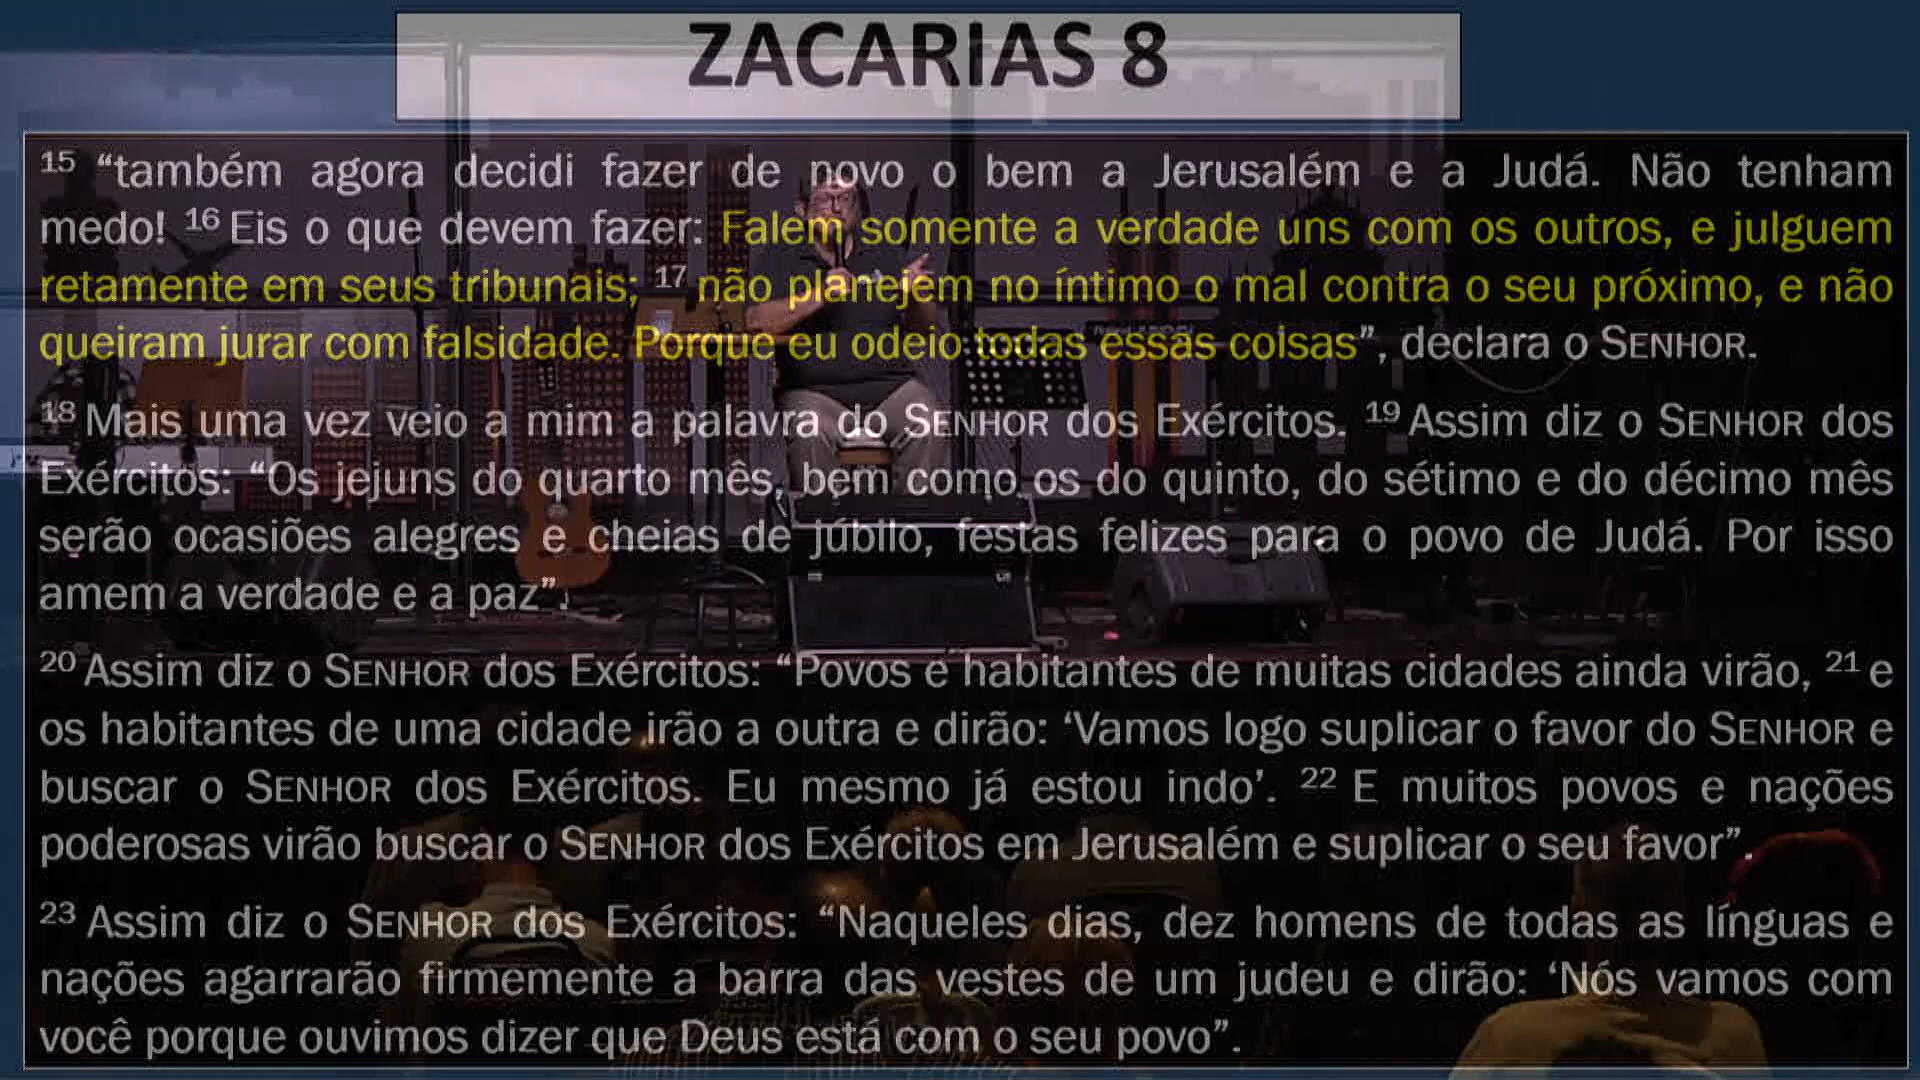 ZACARIAS 8
15 “também agora decidi fazer de novo o bem a Jerusalém e a Judá. Não tenham
medo! 16 Eis o que devem fazer: Falem somente a verdade uns com os outros, e julguem
retamente em seus tribunais; 17 não planejem no íntimo o mal contra o seu próximo, e não
queiram jurar com falsidade. Porque eu odeio todas essas coisas”, declara o SENHOR.
18 Mais uma vez veio a mim a palavra do SENHOR dos Exércitos. 19 Assim diz o SENHOR dos
Exércitos: “Os jejuns do quarto mês, bem como os do quinto, do sétimo e do décimo mês
serão ocasiões alegres e cheias de júbilo, festas felizes para o povo de Judá. Por isso
amem a verdade e a paz”.
20 Assim diz o SENHOR dos Exércitos: “Povos e habitantes de muitas cidades ainda virão, 21 e
os habitantes de uma cidade irão a outra e dirão: ‘Vamos logo suplicar o favor do SENHOR e
buscar o SENHOR dos Exércitos. Eu mesmo já estou indo’. 22 E muitos povos e nações
poderosas virão buscar o SENHOR dos Exércitos em Jerusalém e suplicar o seu favor”.
23 Assim diz o SENHOR dos Exércitos: “Naqueles dias, dez homens de todas as línguas e
nações agarrarão firmemente a barra das vestes de um judeu e dirão: ‘Nós vamos com
você porque ouvimos dizer que Deus está com o seu povo”.